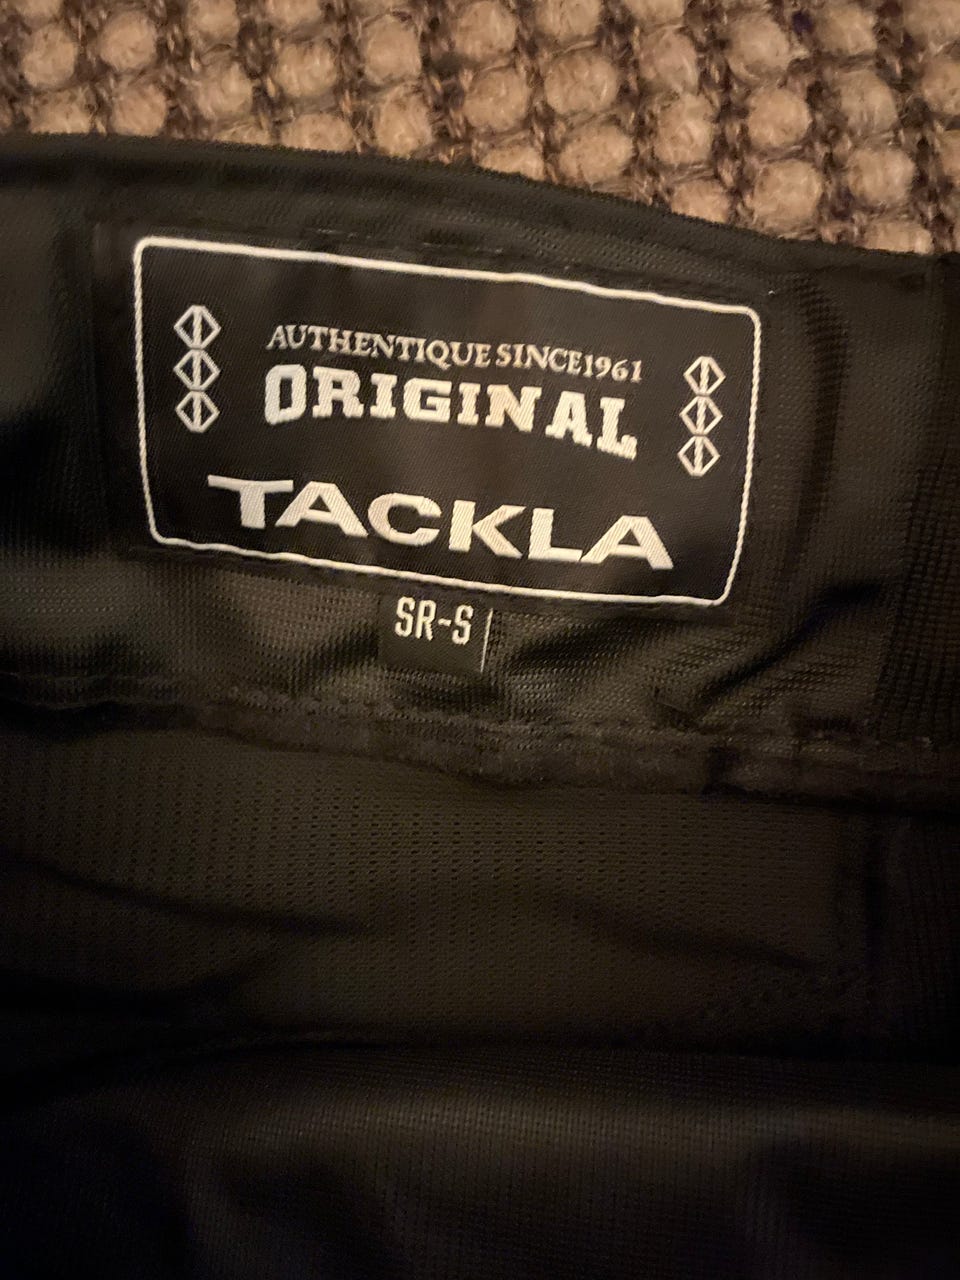 AUTHENTIQUE SINCE1961
ORIGINAL
TACKLA
SR-S